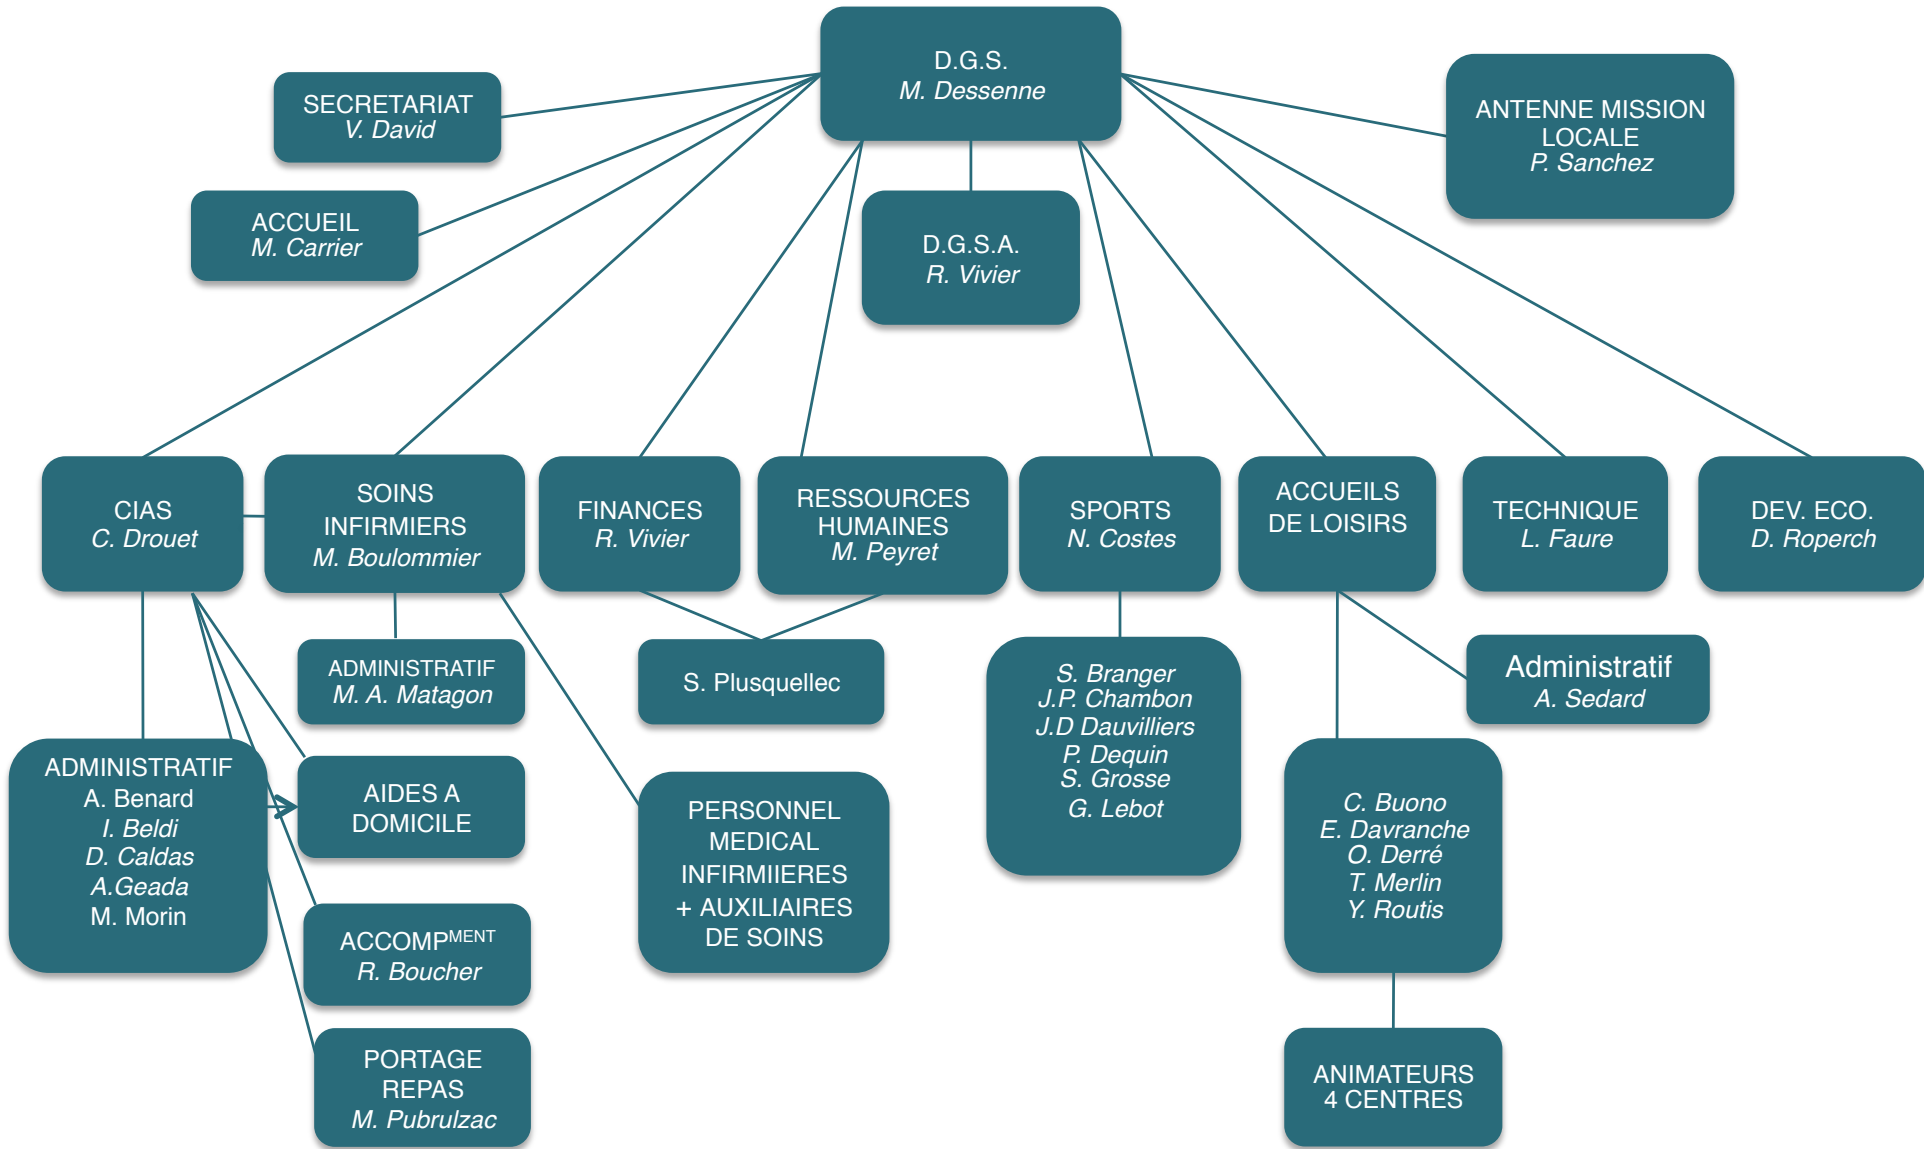 D.G.S.
M. Dessenne
SECRETARIAT
V. David
ANTENNE MISSION
LOCALE
P. Sanchez
ACCUEIL
M. Carrier
D.G.S.A.
R. Vivier
CIAS
C. Drouet
SOINS
INFIRMIERS
M. Boulommier
FINANCES
R. Vivier
RESSOURCES
HUMAINES
M. Peyret
SPORTS
N. Costes
ACCUEILS
DE LOISIRS
TECHNIQUE
L. Faure
DEV. ECO.
D. Roperch
ADMINISTRATIF
M. A. Matagon
S. Plusquellec
S. Branger
J.P. Chambon
J.D Dauvilliers
P. Dequin
S. Grosse
G. Lebot
Administratif
A. Sedard
ADMINISTRATIF
A. Benard
I. Beldi
D. Caldas
A.Geada
M. Morin
AIDES A
DOMICILE
PERSONNEL
MEDICAL
INFIRMIIERES
+ AUXILIAIRES
DE SOINS
C. Buono
E. Davranche
O. Derré
T. Merlin
Y. Routis
ACCOMPMENT
R. Boucher
PORTAGE
REPAS
M. Pubrulzac
ANIMATEURS
4 CENTRES